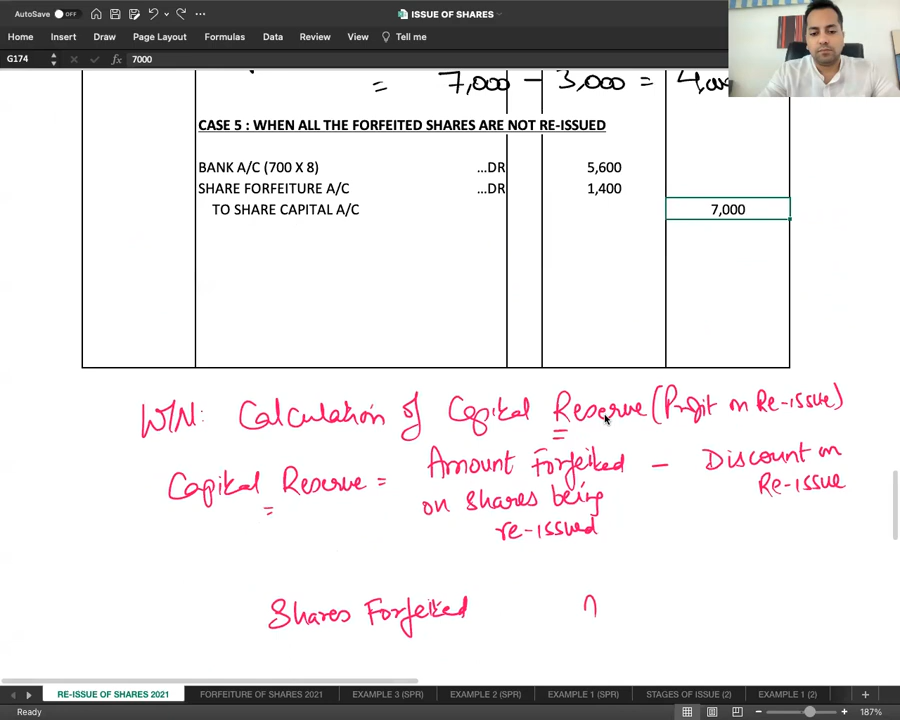 AutoSave OFF
ISSUE OF SHARES
Home Insert Draw Page Layout Formulas Data Review View Tell me
G174 fx 7000
= 7,000 - 3,000 =
CASE 5 : WHEN ALL THE FORFEITED SHARES ARE NOT RE-ISSUED
BANK A/C (700 X 8) ...DR 5,600
SHARE FORFEITURE A/C ...DR 1,400
TO SHARE CAPITAL A/C 7,000
W/N: Calculation of Capital Reserve (Profit on Re-issue)
Capital Reserve = Amount Forfeited - Discount on
on shares being Re-issue
re-issued
Shares Forfeited
RE-ISSUE OF SHARES 2021 FORFEITURE OF SHARES 2021 EXAMPLE 3 (SPR) EXAMPLE 2 (SPR) EXAMPLE 1 (SPR) STAGES OF ISSUE (2) EXAMPLE 1 (2) +
Ready - + 187%